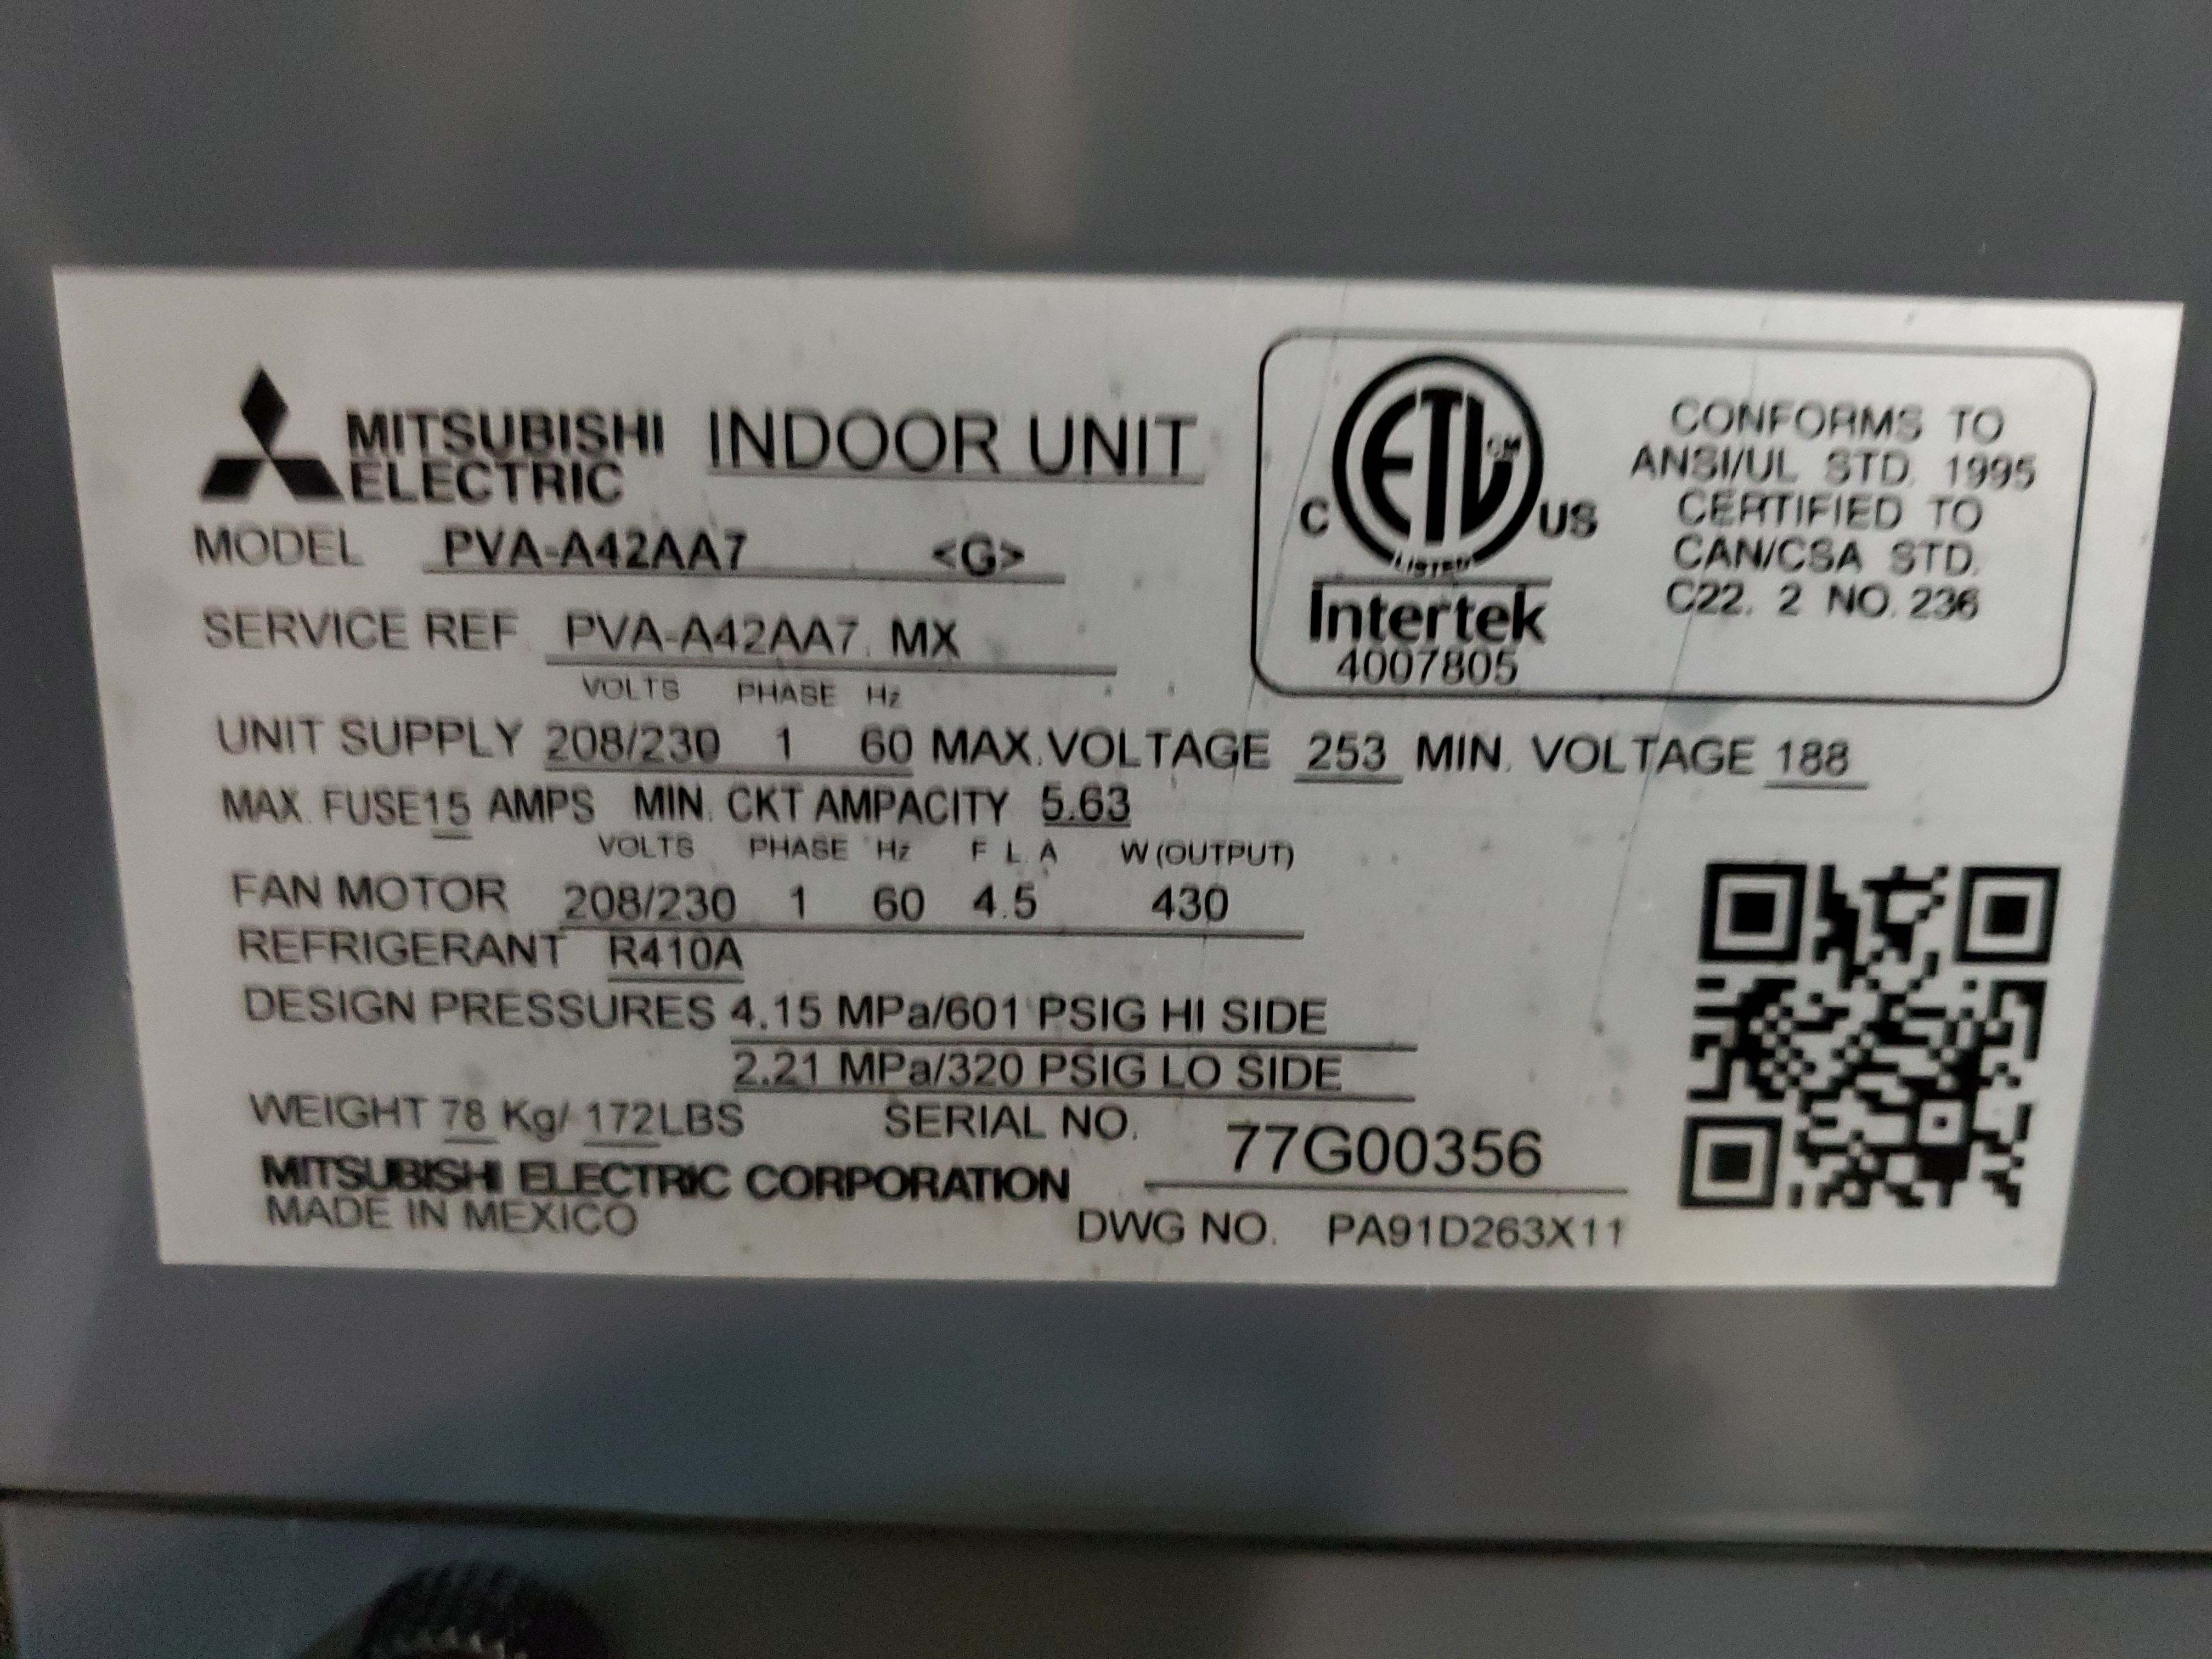 MITSUBISHI
ELECTRIC
INDOOR UNIT
MODEL PVA-A42AA7 <G>
SERVICE REF PVA-A42AA7. MX
VOLTS PHASE Hz
UNIT SUPPLY 208/230 1 60 MAX. VOLTAGE 253 MIN. VOLTAGE 188
MAX. FUSE 15 AMPS MIN. CKT AMPACITY 5.63
VOLTS PHASE Hz F L A W (OUTPUT)
FAN MOTOR 208/230 1 60 4.5 430
REFRIGERANT R410A
DESIGN PRESSURES 4.15 MPa/601 PSIG HI SIDE
2.21 MPa/320 PSIG LO SIDE
WEIGHT 78 Kg/ 172LBS SERIAL NO. 77G00356
MITSUBISHI ELECTRIC CORPORATION
MADE IN MEXICO
DWG NO. PA91D263X11
ETL
C US
LISTED
Intertek
4007805
CONFORMS TO
ANSI/UL STD. 1995
CERTIFIED TO
CAN/CSA STD.
C22. 2 NO. 236